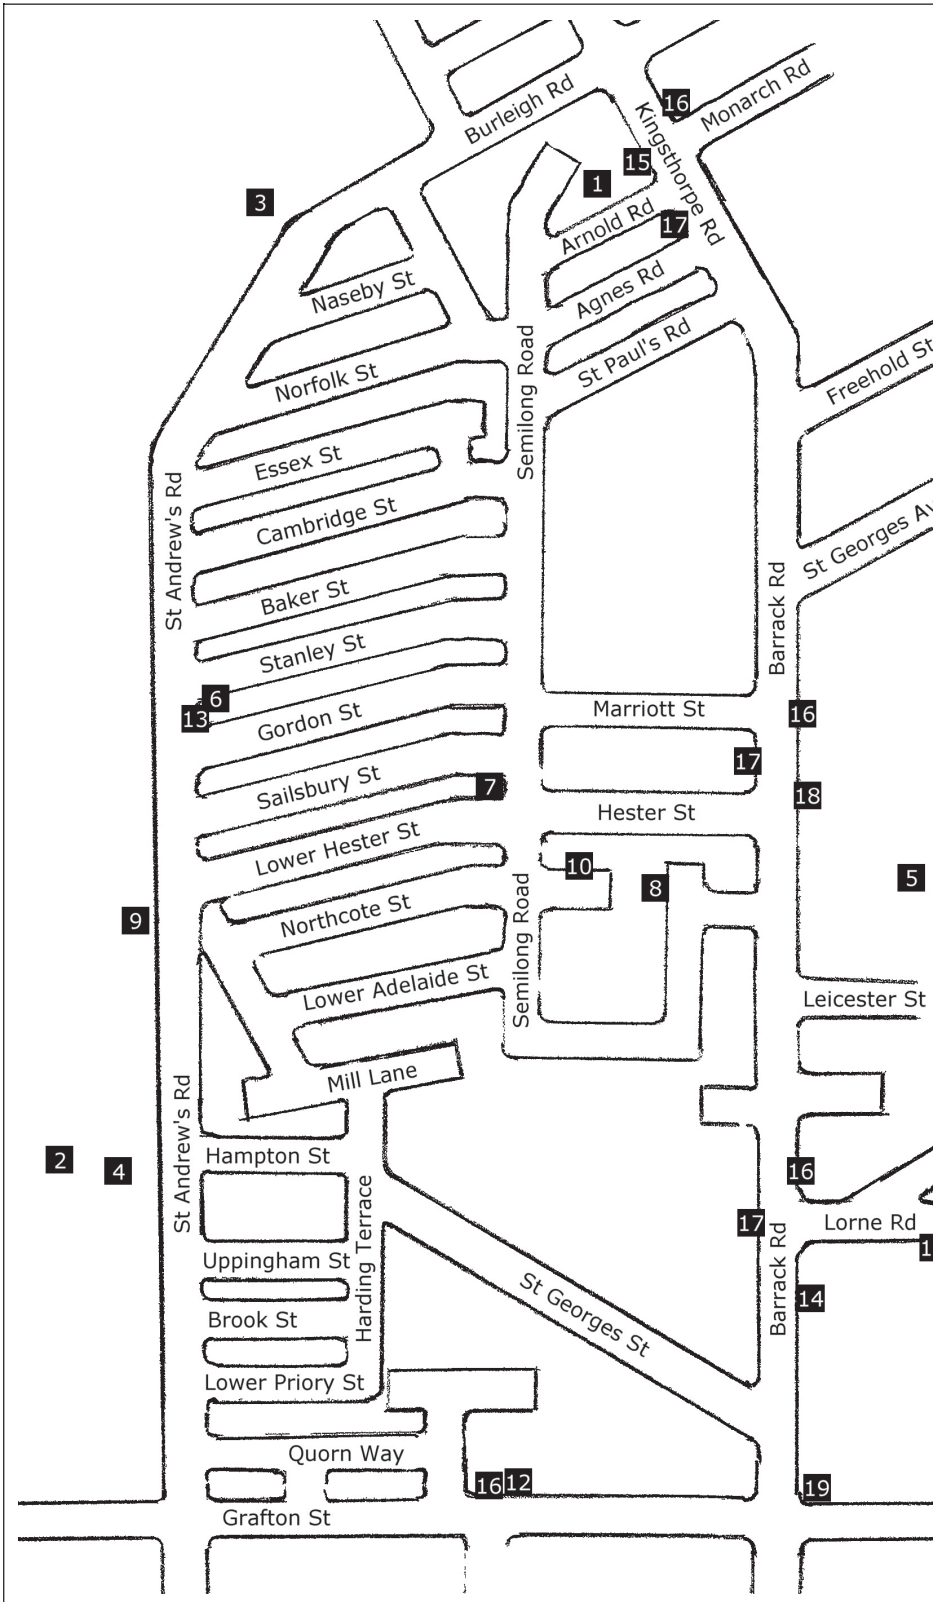 16
Monarch Rd
Burleigh Rd
Kingsthorpe Rd
15
1
3
Arnold Rd
17
Naseby St
Agnes Rd
St Paul's Rd
Norfolk St
Semilong Road
Freehold St
Essex St
St Andrew's Rd
Cambridge St
St Georges Av
Baker St
Barrack Rd
Stanley St
6
13
Gordon St
Marriott St
16
17
Sailsbury St
7
18
Hester St
Lower Hester St
10
8
5
Northcote St
9
Semilong Road
Lower Adelaide St
Leicester St
Mill Lane
St Andrew's Rd
Hampton St
2
4
16
Harding Terrace
17
Lorne Rd
Barrack Rd
Uppingham St
14
St Georges St
Brook St
Lower Priory St
Quorn Way
16
12
19
Grafton St